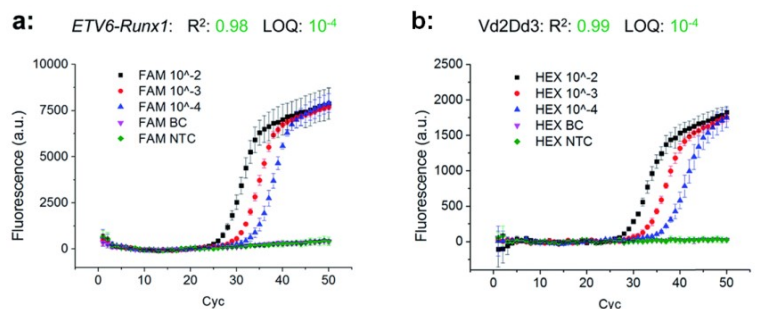 a: ETV6-Runx1: R²: 0.98 LOQ: 10⁻⁴
10000
7500
5000
2500
0
Fluorescence (a.u.)
FAM 10^-2
FAM 10^-3
FAM 10^-4
FAM BC
FAM NTC
0 10 20 30 40 50
Cyc
b: Vd2Dd3: R²: 0.99 LOQ: 10⁻⁴
2500
2000
1500
1000
500
0
-500
Fluorescence (a.u.)
HEX 10^-2
HEX 10^-3
HEX 10^-4
HEX BC
HEX NTC
0 10 20 30 40 50
Cyc